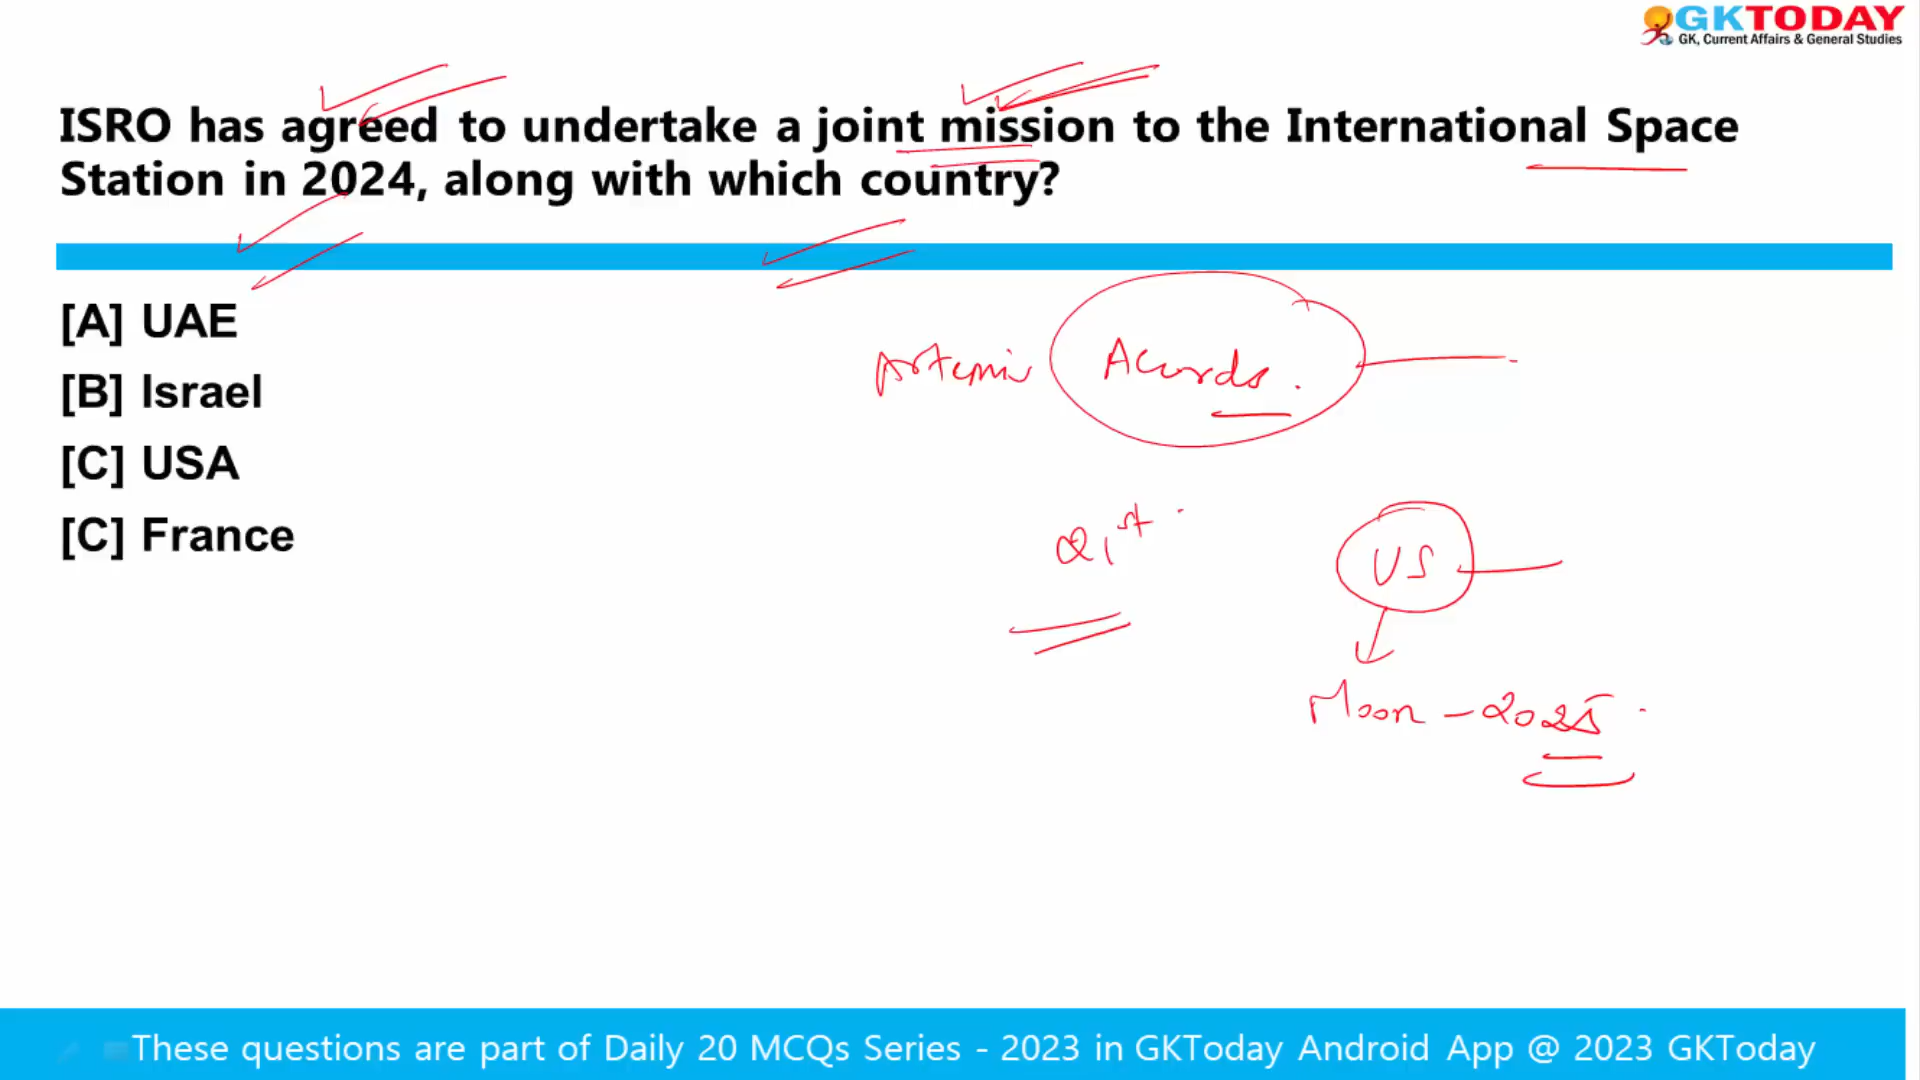 GKTODAY
GK, Current Affairs & General Studies
ISRO has agreed to undertake a joint mission to the International Space
Station in 2024, along with which country?
[A] UAE
[B] Israel
[C] USA
[C] France
Artemis Acords.
21st
US
Moon - 2025
These questions are part of Daily 20 MCQs Series - 2023 in GKToday Android App @ 2023 GKToday